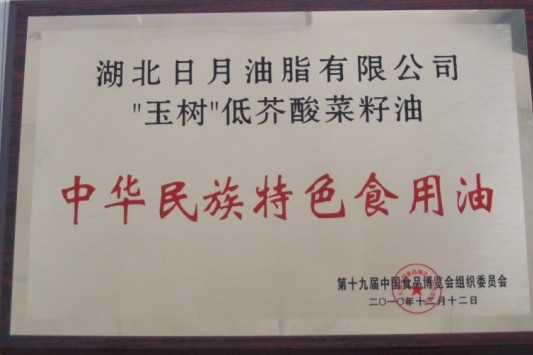 湖北日月油脂有限公司
"玉树"低芥酸菜籽油
中华民族特色食用油
第十九届中国食品博览会组织委员会
二〇一〇年十二月十二日